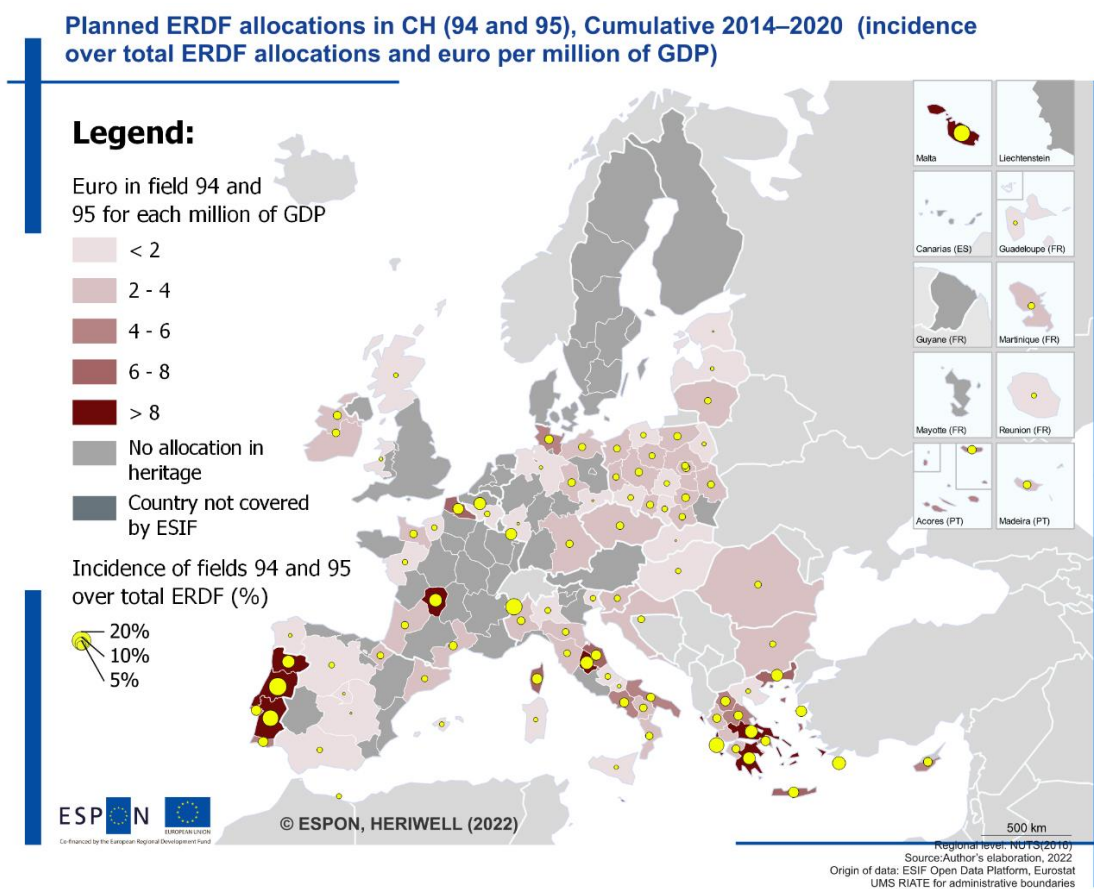 Planned ERDF allocations in CH (94 and 95), Cumulative 2014–2020 (incidence
over total ERDF allocations and euro per million of GDP)
Legend:
Euro in field 94 and
95 for each million of GDP
< 2
2 - 4
4 - 6
6 - 8
> 8
No allocation in
heritage
Country not covered
by ESIF
Incidence of fields 94 and 95
over total ERDF (%)
20%
10%
5%
Malta
Liechtenstein
Canarias (ES)
Guadeloupe (FR)
Guyane (FR)
Martinique (FR)
Mayotte (FR)
Reunion (FR)
Acores (PT)
Madeira (PT)
ESPON
EUROPEAN UNION
Co-financed by the European Regional Development Fund
© ESPON, HERIWELL (2022)
500 km
Regional level: NUTS(2016)
Source:Author's elaboration, 2022
Origin of data: ESIF Open Data Platform, Eurostat
UMS RIATE for administrative boundaries